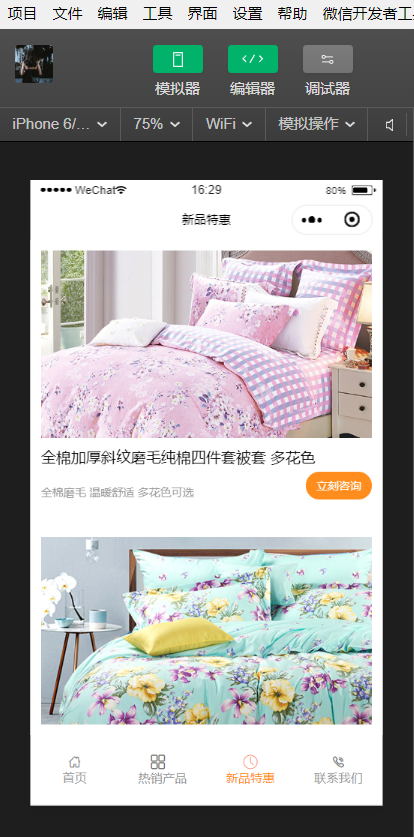 项目 文件 编辑 工具 界面 设置 帮助 微信开发者工
模拟器 编辑器 调试器
iPhone 6/... 75% WiFi 模拟操作
WeChat 16:29 80%
新品特惠
全棉加厚斜纹磨毛纯棉四件套被套 多花色
全棉磨毛 温暖舒适 多花色可选
立刻咨询
首页 热销产品 新品特惠 联系我们